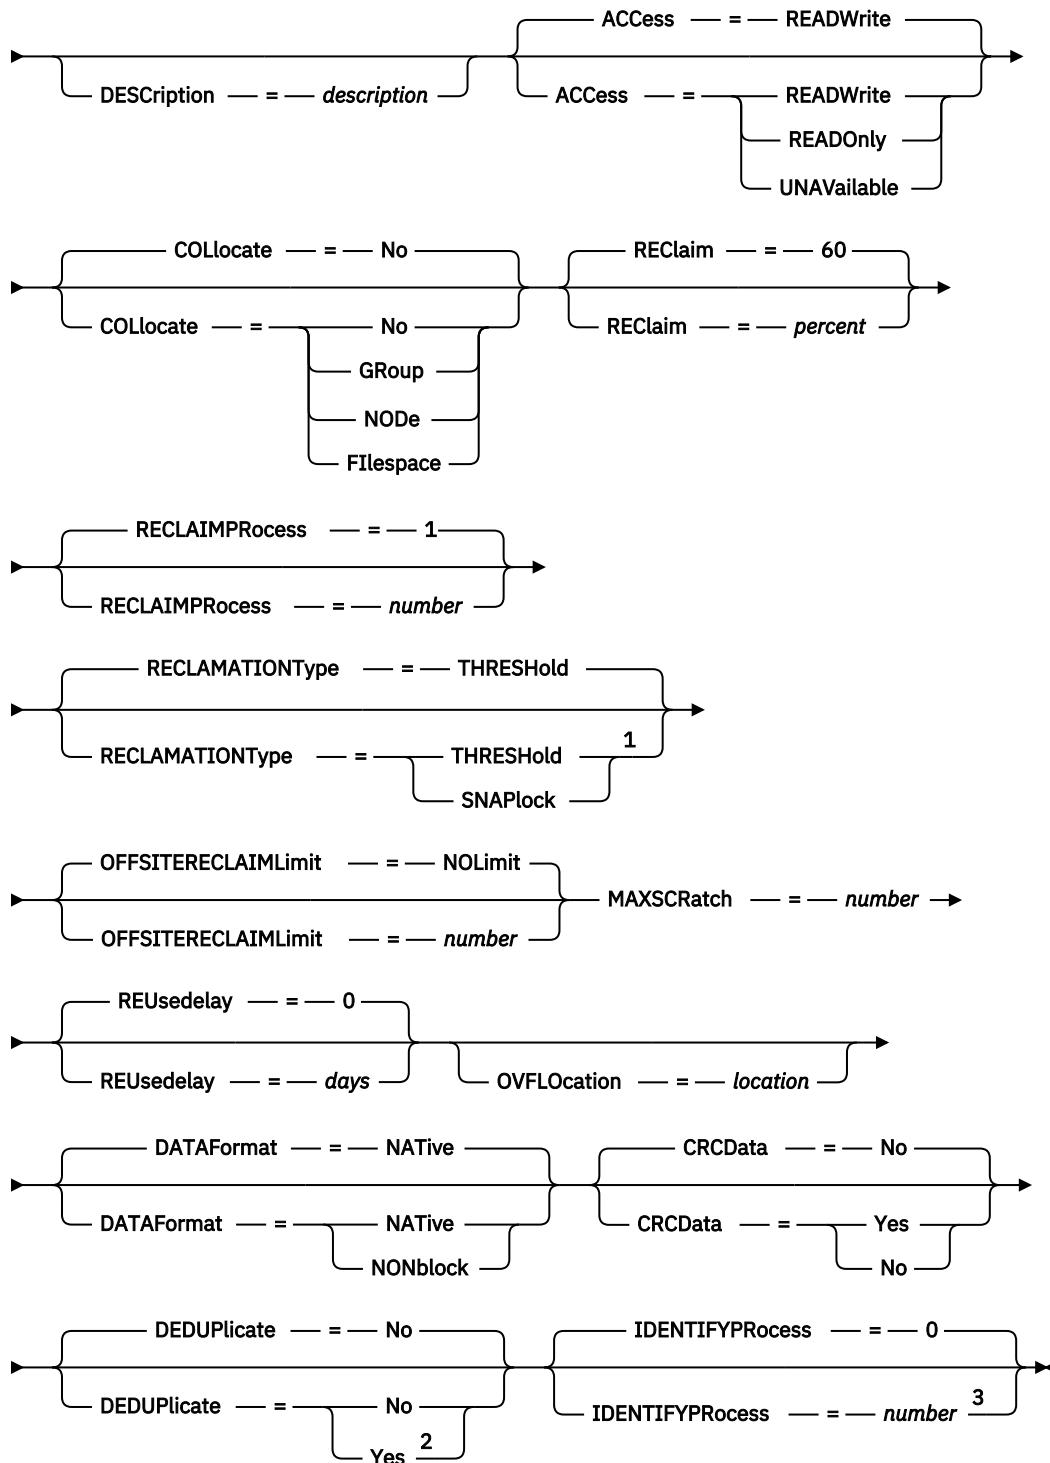 ACCess = READWrite
DESCription = description ACCess = READWrite
READOnly
UNAVailable
COLlocate = No REClaim = 60
COLlocate = No REClaim = percent
GRoup
NODe
FIlespace
RECLAIMPRocess = 1
RECLAIMPRocess = number
RECLAMATIONType = THRESHold
1
RECLAMATIONType = THRESHold
SNAPlock
OFFSITERECLAIMLimit = NOLimit
MAXSCRatch = number
OFFSITERECLAIMLimit = number
REUsedelay = 0
REUsedelay = days OVFLOcation = location
DATAFormat = NATive CRCData = No
DATAFormat = NATive CRCData = Yes
NONblock No
DEDUPlicate = No IDENTIFYPRocess = 0
DEDUPlicate = No IDENTIFYPRocess = number 3
Yes 2